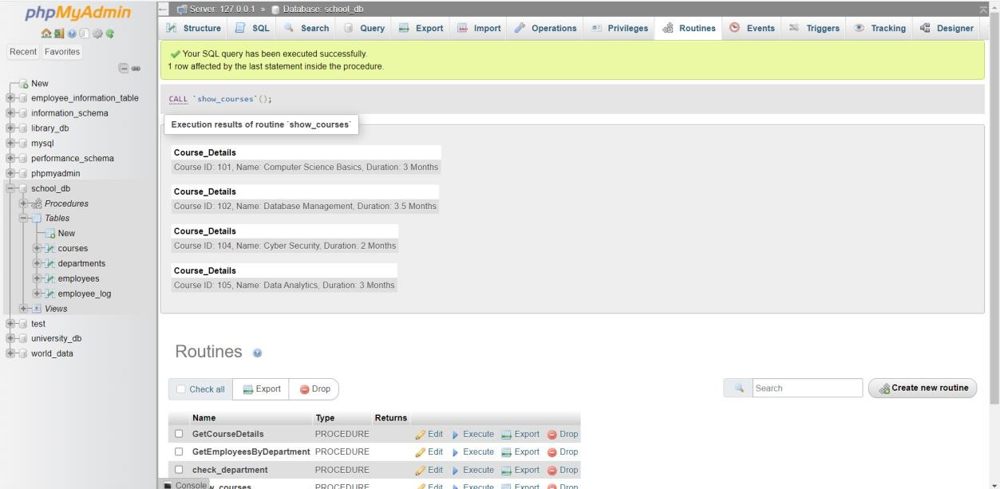 phpMyAdmin
Recent Favorites
New
employee_information_table
information_schema
library_db
mysql
performance_schema
phpmyadmin
school_db
Procedures
Tables
New
courses
departments
employees
employee_log
Views
test
university_db
world_data
Server: 127.0.0.1 » Database: school_db
Structure SQL Search Query Export Import Operations Privileges Routines Events Triggers Tracking Designer
Your SQL query has been executed successfully.
1 row affected by the last statement inside the procedure.
CALL `show_courses`();
Execution results of routine `show_courses`
Course_Details
Course ID: 101, Name: Computer Science Basics, Duration: 3 Months
Course_Details
Course ID: 102, Name: Database Management, Duration: 3.5 Months
Course_Details
Course ID: 104, Name: Cyber Security, Duration: 2 Months
Course_Details
Course ID: 105, Name: Data Analytics, Duration: 3 Months
Routines
Check all Export Drop Search Create new routine
Name Type Returns
GetCourseDetails PROCEDURE Edit Execute Export Drop
GetEmployeesByDepartment PROCEDURE Edit Execute Export Drop
check_department PROCEDURE Edit Execute Export Drop
Console w_courses PROCEDURE Edit Execute Export Drop